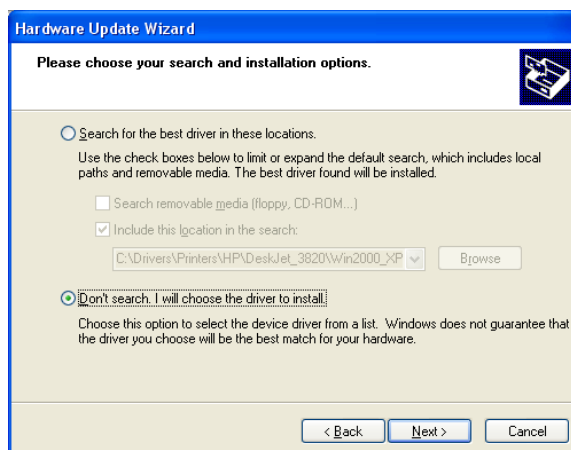 Hardware Update Wizard
Please choose your search and installation options.
Search for the best driver in these locations.
Use the check boxes below to limit or expand the default search, which includes local
paths and removable media. The best driver found will be installed.
Search removable media (floppy, CD-ROM...)
Include this location in the search:
C:\Drivers\Printers\HP\DeskJet_3820\Win2000_XP
Browse
Don't search. I will choose the driver to install.
Choose this option to select the device driver from a list. Windows does not guarantee that
the driver you choose will be the best match for your hardware.
< Back
Next >
Cancel